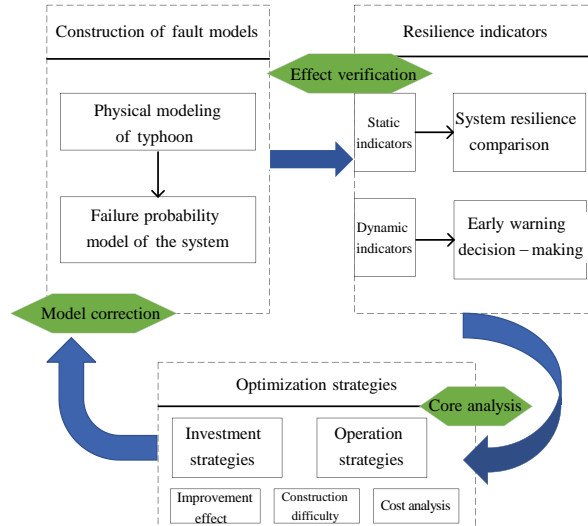 Construction of fault models
Resilience indicators
Effect verification
Physical modeling
of typhoon
Static
indicators
System resilience
comparison
Failure probability
model of the system
Dynamic
indicators
Early warning
decision – making
Model correction
Optimization strategies
Core analysis
Investment
strategies
Operation
strategies
Improvement
effect
Construction
difficulty
Cost analysis